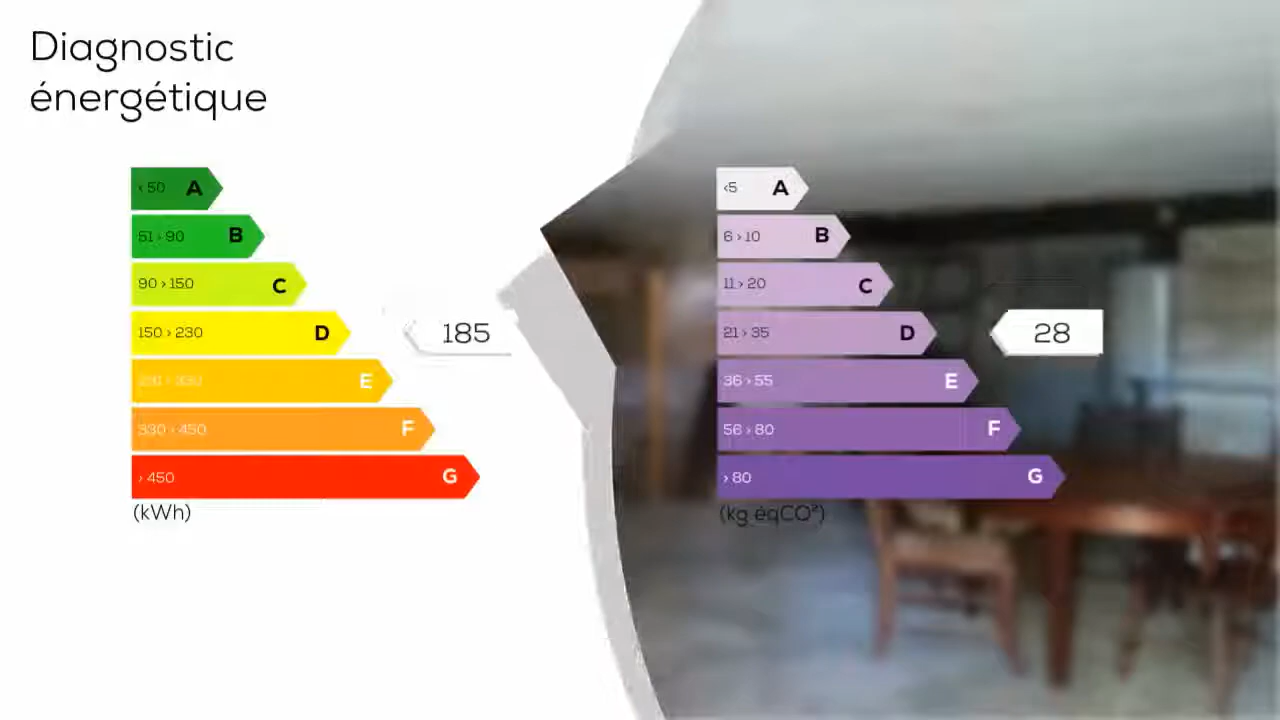 Diagnostic
énergétique
< 50 A
51 > 90 B
90 > 150 C
150 > 230 D
185
E
330 > 450 F
> 450 G
(kWh)
<5 A
6 > 10 B
11 > 20 C
21 > 35 D
28
36 > 55 E
56 > 80 F
> 80 G
(kg éqCO²)